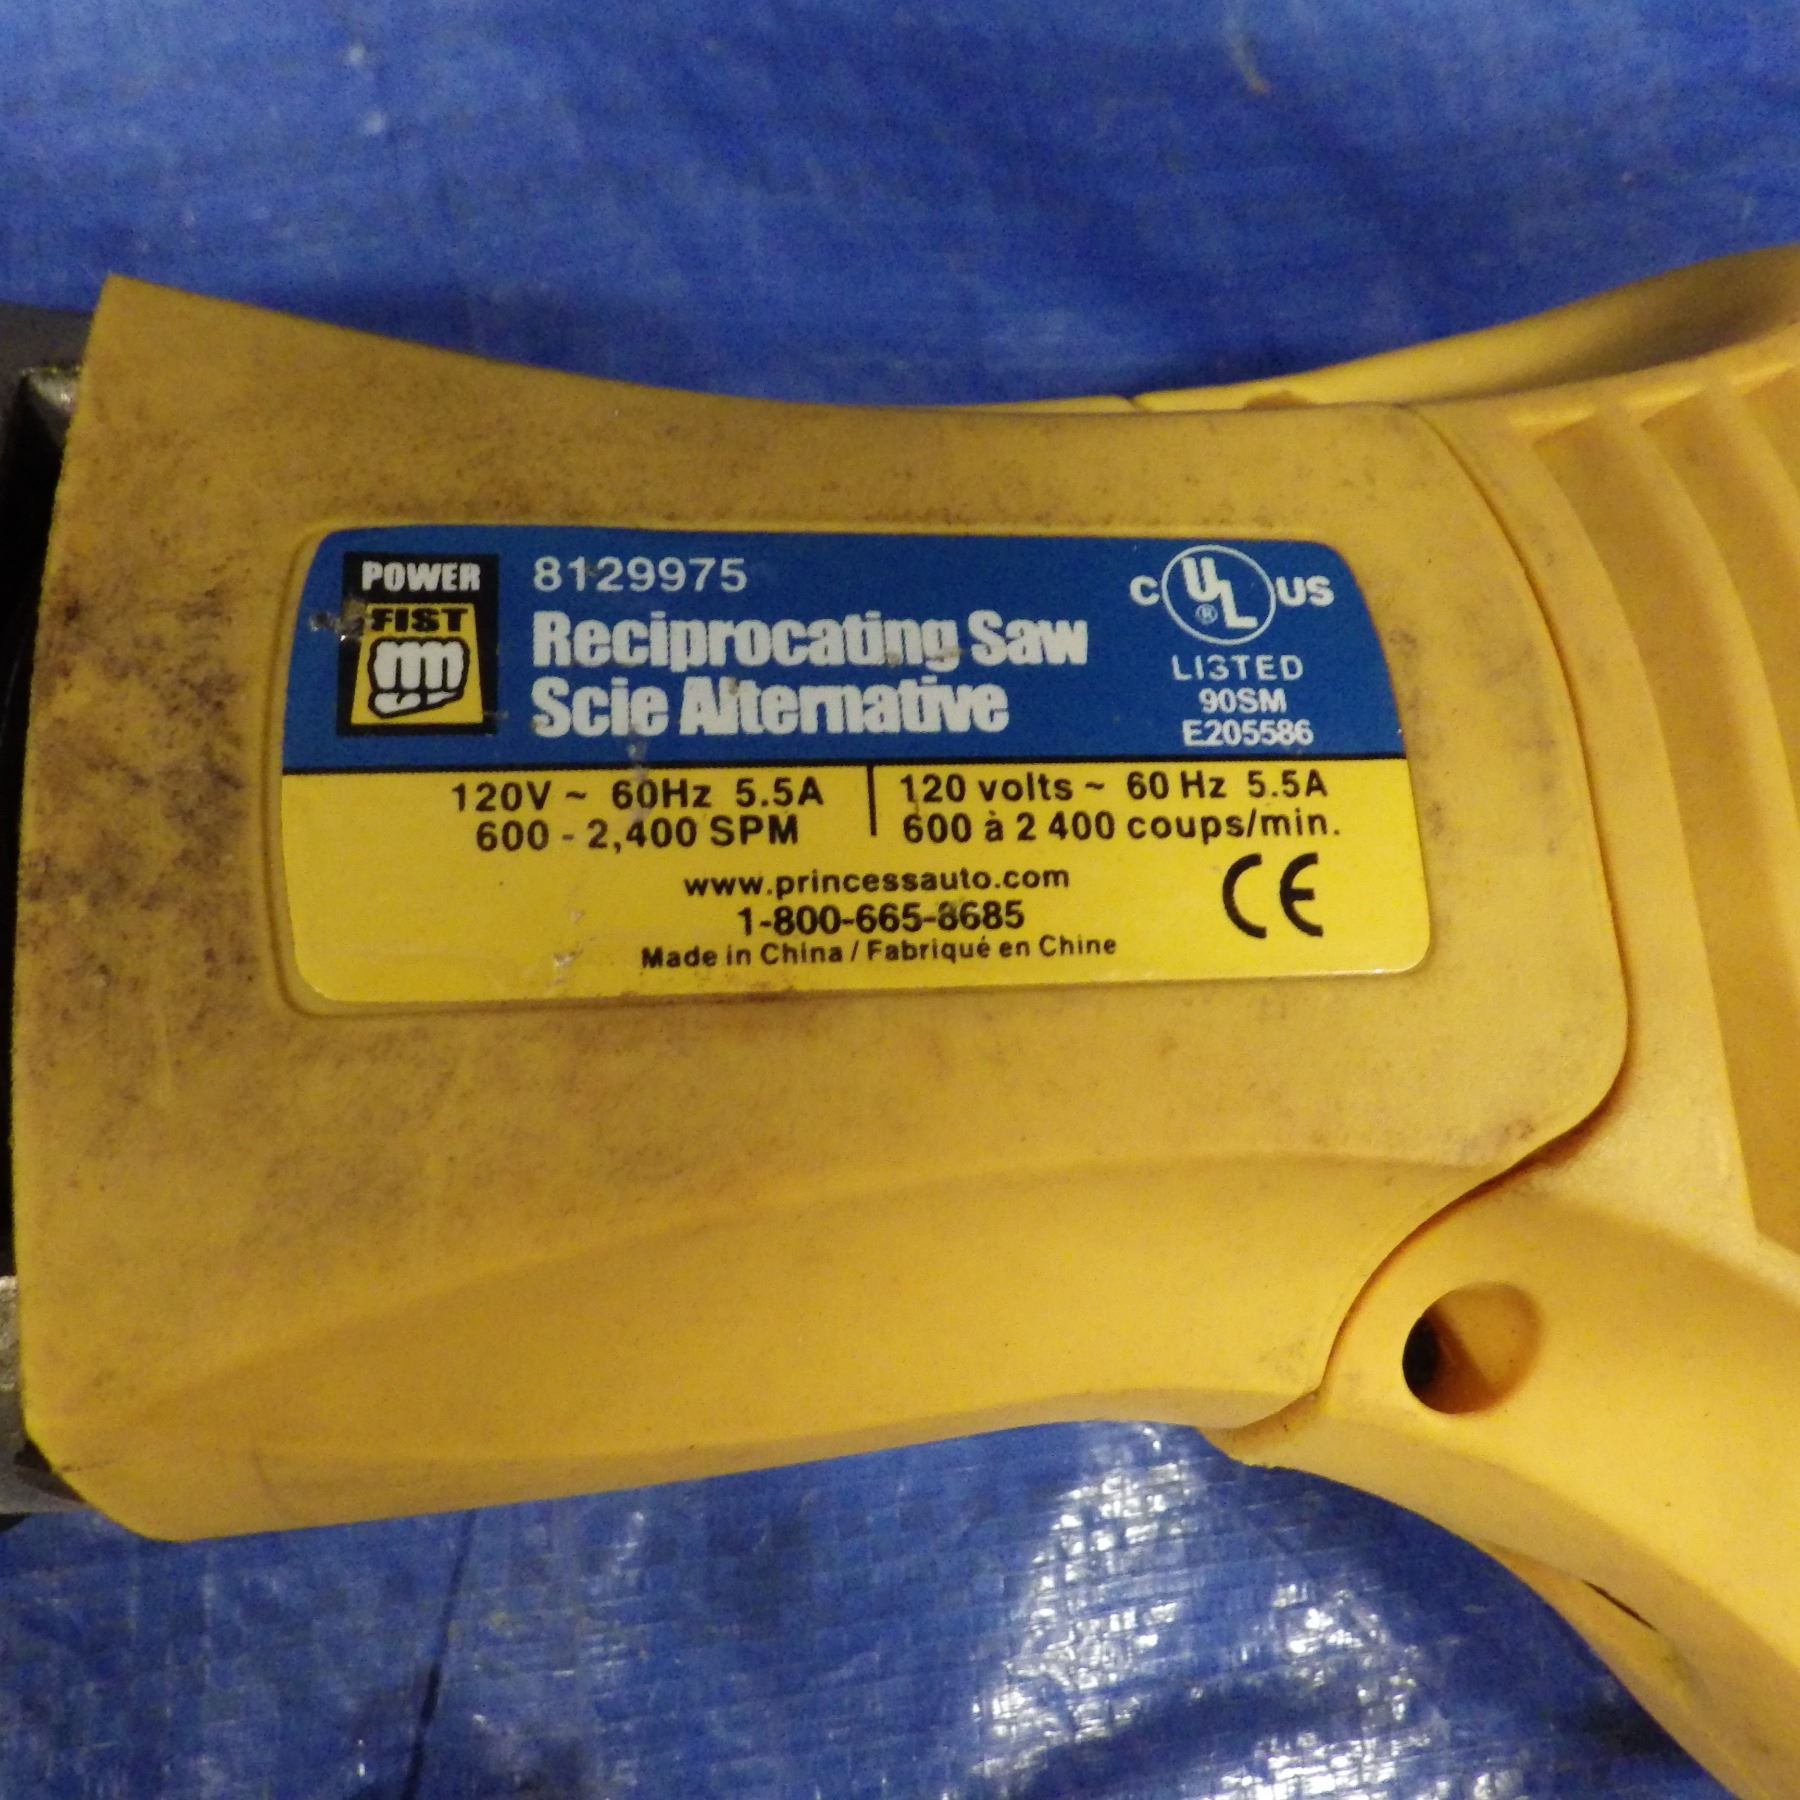 POWER
FIST
8129975
Reciprocating Saw
Scie Alternative
C UL ® US
LISTED
90SM
E205586
120V ~ 60Hz 5.5A
600 - 2,400 SPM
120 volts ~ 60 Hz 5.5A
600 à 2 400 coups/min.
www.princessauto.com
1-800-665-8685
Made in China / Fabriqué en Chine
CE